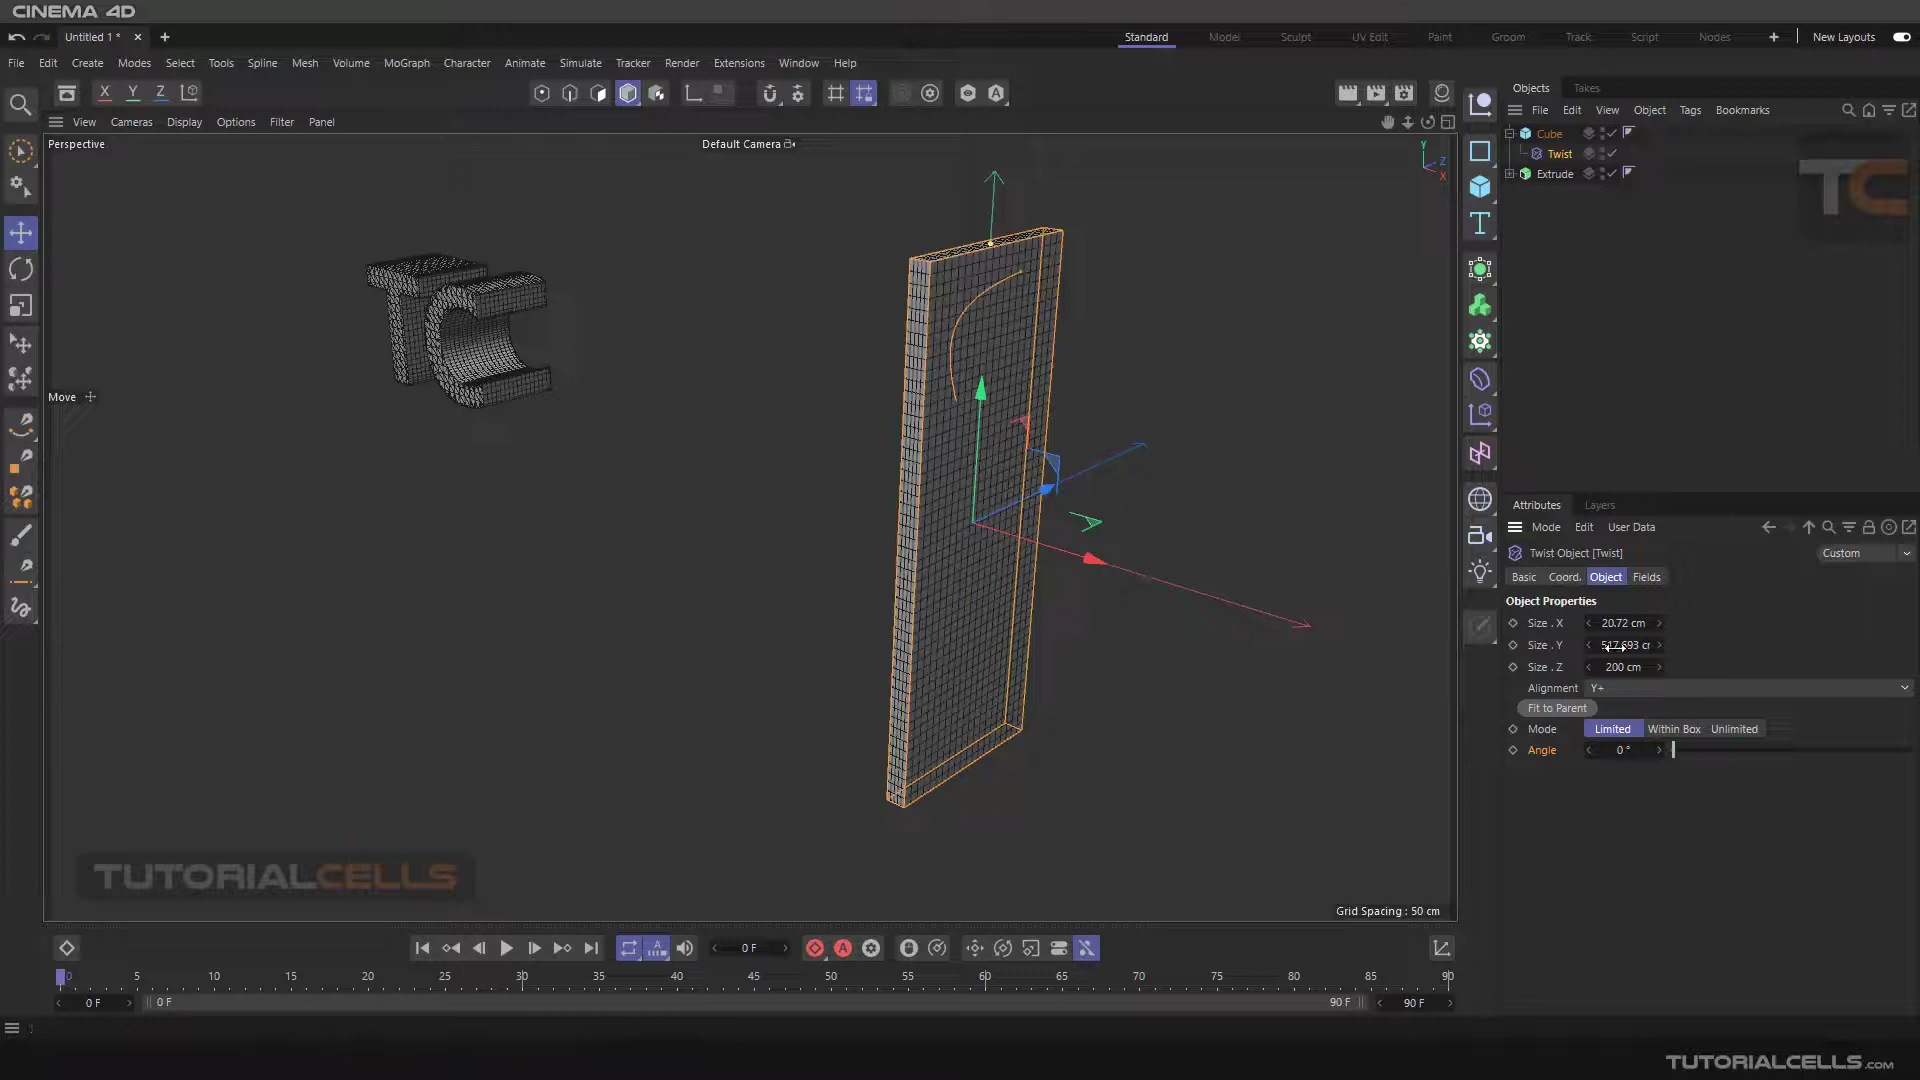 CINEMA 4D
Untitled 1 *
Standard Model Sculpt UV Edit Paint Groom Track Script Nodes New Layouts
File Edit Create Modes Select Tools Spline Mesh Volume MoGraph Character Animate Simulate Tracker Render Extensions Window Help
X Y Z
Objects Takes
File Edit View Object Tags Bookmarks
View Cameras Display Options Filter Panel
Perspective
Default Camera
Y
Z
X
Cube
Twist
Extrude
TC
Move
Attributes Layers
Mode Edit User Data
Twist Object [Twist]
Custom
Basic Coord. Object Fields
Object Properties
Size . X 20.72 cm
Size . Y 517.693 cr
Size . Z 200 cm
Alignment Y+
Fit to Parent
Mode Limited Within Box Unlimited
Angle 0 °
TUTORIALCELLS
Grid Spacing : 50 cm
0 F
0 5 10 15 20 25 30 35 40 45 50 55 60 65 70 75 80 85 90
0 F 0 F 90 F 90 F
TUTORIALCELLS.COM